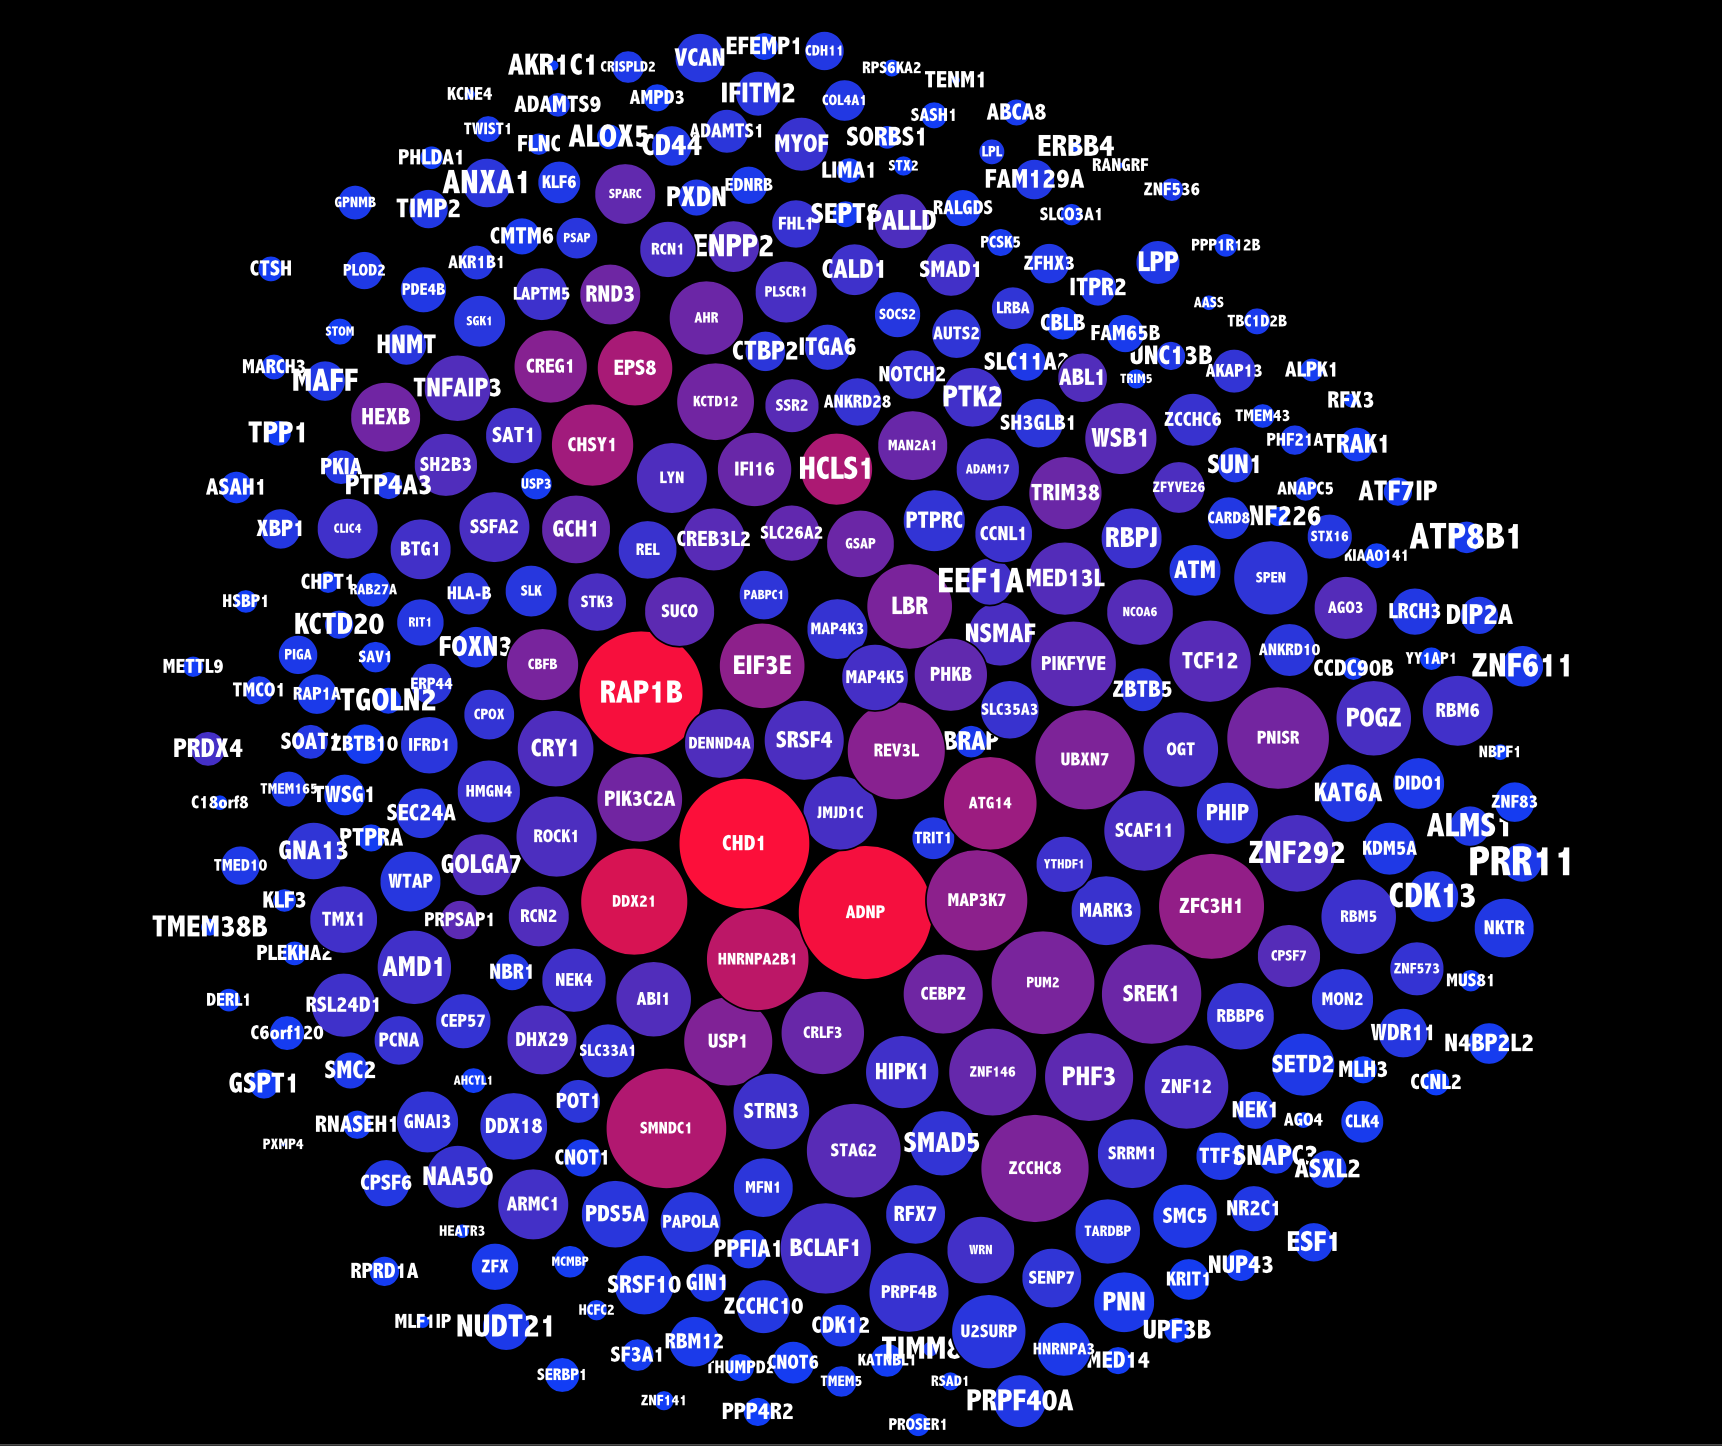 EFEMP1
CDH11
VCAN
AKR1C1
CRISPLD2
RPS6KA2
TENM1
KCNE4
ADAMTS9
AMPD3
IFITM2
COL4A1
SASH1
ABCA8
TWIST1
FLNC
ALOX5
CD44
ADAMTS1
MYOF
SORBS1
LPL
ERBB4
RANGRF
PHLDA1
ANXA1
KLF6
SPARC
PXDN
EDNRB
LIMA1
STX2
FAM129A
ZNF536
GPNMB
TIMP2
FHL1
PALLD
RALGDS
SLCO3A1
CMTM6
PSAP
RCN1
ENPP2
PCSK5
PPP1R12B
CTSH
PLOD2
AKR1B1
CALD1
SMAD1
ZFHX3
LPP
PDE4B
LAPTM5
RND3
PLSCR1
ITPR2
AASS
STOM
SGK1
AHR
SOCS2
LRBA
CBLB
TBC1D2B
HNMT
CTBP2
ITGA6
AUTS2
FAM65B
UNC13B
MARCH3
MAFF
CREG1
EPS8
NOTCH2
ABL1
TRIM5
AKAP13
ALPK1
TNFAIP3
KCTD12
SSR2
ANKRD28
PTK2
RFX3
HEXB
SH3GLB1
ZCCHC6
TMEM43
TPP1
SAT1
CHSY1
MAN2A1
WSB1
PHF21A
TRAK1
PKIA
SH2B3
LYN
IFI16
HCLS1
ADAM17
SUN1
ASAH1
PTP4A3
USP3
TRIM38
ZFYVE26
ANAPC5
ATF7IP
XBP1
CLIC4
SSFA2
GCH1
CREB3L2
SLC26A2
PTPRC
CARD8
STX16
ATP8B1
BTG1
REL
GSAP
CCNL1
RBPJ
KIAA0141
CHPT1
RAB27A
HLA-B
SLK
STK3
PABPC1
EEF1A
MED13L
ATM
SPEN
HSBP1
KCTD20
RIT1
SUCO
LBR
NCOA6
AGO3
LRCH3
DIP2A
MAP4K3
NSMAF
METTL9
PIGA
SAV1
FOXN3
CBFB
EIF3E
PIKFYVE
TCF12
ANKRD10
CCDC90B
YY1AP1
ZNF611
TMCO1
RAP1A
TGOLN2
ERP44
RAP1B
MAP4K5
PHKB
ZBTB5
CPOX
SLC35A3
POGZ
RBM6
PRDX4
IFRD1
CRY1
DENND4A
SRSF4
REV3L
BRAP
UBXN7
OGT
PNISR
NBPF1
C18orf8
TMEM165
TWSG1
HMGN4
PIK3C2A
ATG14
KAT6A
DIDO1
ZNF83
SEC24A
JMJD1C
PHIP
GNA13
PTPRA
ROCK1
CHD1
TRIT1
SCAF11
ALMS1
TMED10
GOLGA7
YTHDF1
ZNF292
KDM5A
PRR11
WTAP
KLF3
DDX21
MAP3K7
CDK13
TMEM38B
TMX1
PRPSAP1
RCN2
ADNP
MARK3
ZFC3H1
RBM5
NKTR
PLEKHA2
AMD1
NBR1
NEK4
HNRNPA2B1
CPSF7
ZNF573
MUS81
DERL1
RSL24D1
ABI1
CEBPZ
PUM2
SREK1
MON2
C6orf120
PCNA
CEP57
DHX29
SLC33A1
USP1
CRLF3
RBBP6
WDR11
N4BP2L2
GSPT1
SMC2
AHCYL1
HIPK1
ZNF146
PHF3
ZNF12
SETD2
MLH3
CCNL2
RNASEH1
GNAI3
DDX18
POT1
STRN3
NEK1
AGO4
CLK4
PXMP4
SMNDC1
STAG2
SMAD5
SRRM1
CNOT1
ZCCHC8
ASXL2
CPSF6
NAA50
MFN1
ARMC1
PDS5A
PAPOLA
RFX7
SMC5
NR2C1
HEATR3
TARDBP
ESF1
RPRD1A
ZFX
MCMBP
PPFIA1
BCLAF1
WRN
NUP43
SRSF10
GIN1
PRPF4B
SENP7
KRIT1
MLF1IP
NUDT21
HCFC2
ZCCHC10
CDK12
PNN
UPF3B
U2SURP
SF3A1
RBM12
CNOT6
KATNBL1
HNRNPA3
MED14
SERBP1
TMEM5
RSAD1
ZNF141
PPP4R2
PRPF40A
PROSER1